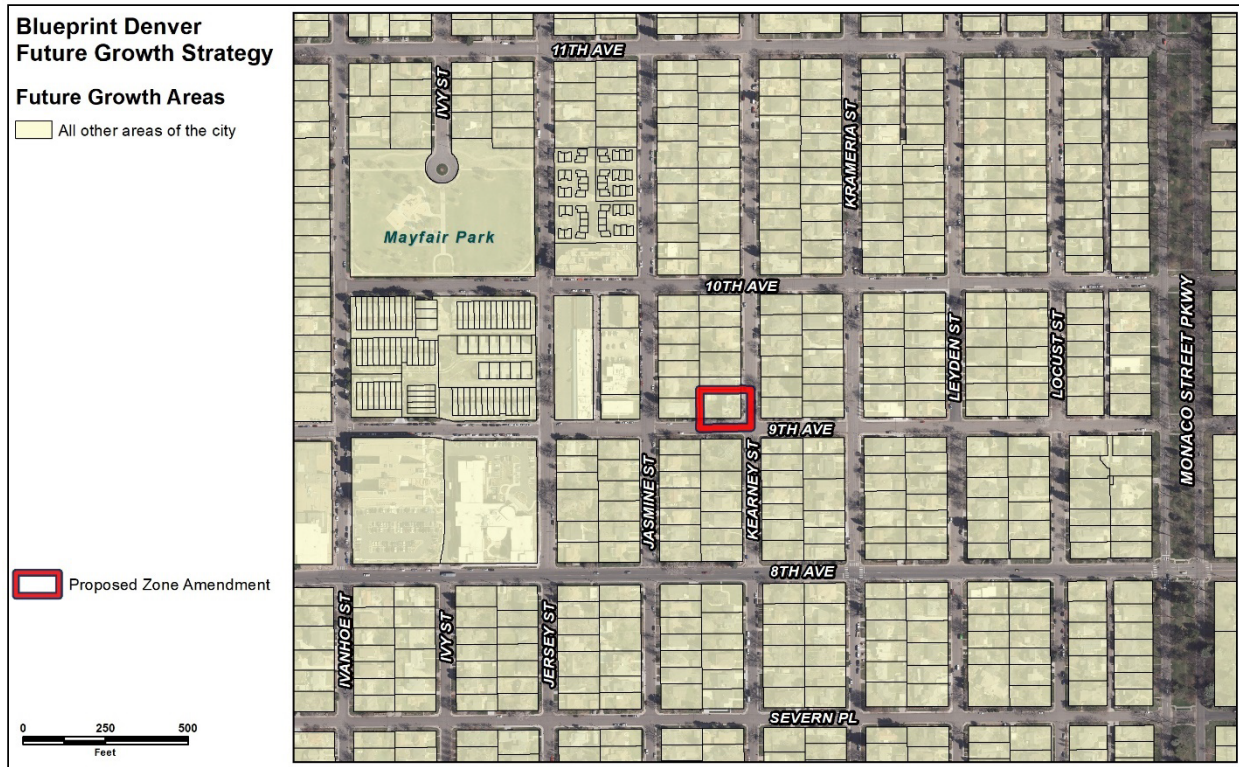 Blueprint Denver
Future Growth Strategy
Future Growth Areas
All other areas of the city
Proposed Zone Amendment
0 250 500
Feet
11TH AVE
IVY ST
KRAMERIA ST
Mayfair Park
10TH AVE
MONACO STREET PKWY
LEYDEN ST
LOCUST ST
9TH AVE
JASMINE ST
KEARNEY ST
8TH AVE
IVANHOE ST
IVY ST
JERSEY ST
SEVERN PL